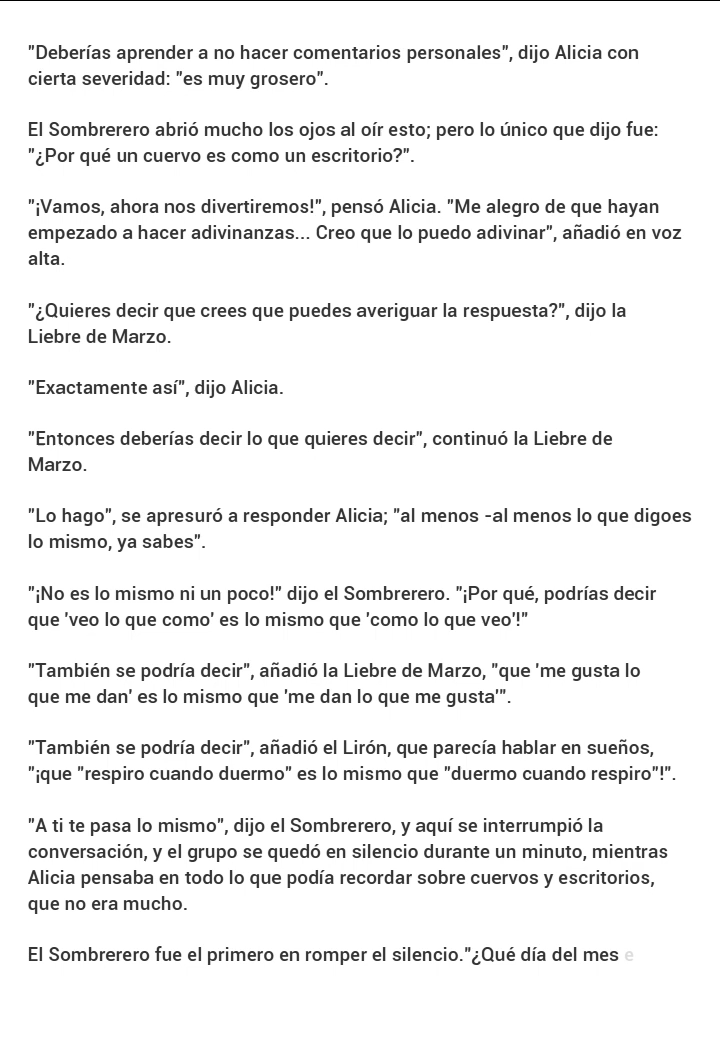 "Deberías aprender a no hacer comentarios personales", dijo Alicia con
cierta severidad: "es muy grosero".
El Sombrerero abrió mucho los ojos al oír esto; pero lo único que dijo fue:
"¿Por qué un cuervo es como un escritorio?".
"¡Vamos, ahora nos divertiremos!", pensó Alicia. "Me alegro de que hayan
empezado a hacer adivinanzas... Creo que lo puedo adivinar", añadió en voz
alta.
"¿Quieres decir que crees que puedes averiguar la respuesta?", dijo la
Liebre de Marzo.
"Exactamente así", dijo Alicia.
"Entonces deberías decir lo que quieres decir", continuó la Liebre de
Marzo.
"Lo hago", se apresuró a responder Alicia; "al menos -al menos lo que digoes
lo mismo, ya sabes".
"¡No es lo mismo ni un poco!" dijo el Sombrerero. "¡Por qué, podrías decir
que 'veo lo que como' es lo mismo que 'como lo que veo'!"
"También se podría decir", añadió la Liebre de Marzo, "que 'me gusta lo
que me dan' es lo mismo que 'me dan lo que me gusta'".
"También se podría decir", añadió el Lirón, que parecía hablar en sueños,
"¡que "respiro cuando duermo" es lo mismo que "duermo cuando respiro"!".
"A ti te pasa lo mismo", dijo el Sombrerero, y aquí se interrumpió la
conversación, y el grupo se quedó en silencio durante un minuto, mientras
Alicia pensaba en todo lo que podía recordar sobre cuervos y escritorios,
que no era mucho.
El Sombrerero fue el primero en romper el silencio."¿Qué día del mes e